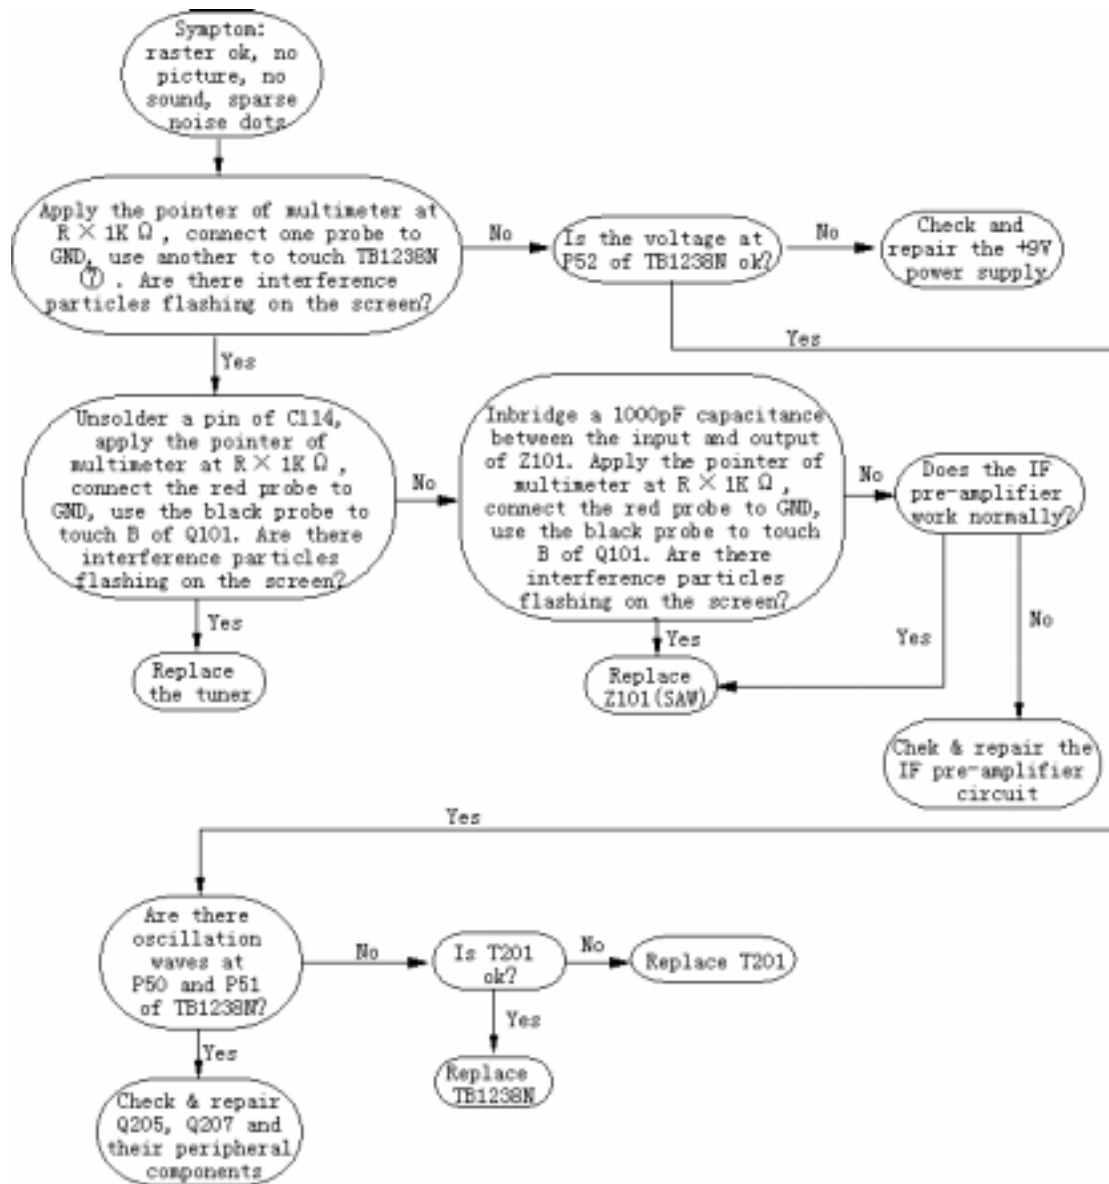 Symptom:
raster ok, no
picture, no
sound, sparse
noise dots
Apply the pointer of multimeter at
R × 1K Ω, connect one probe to
GND, use another to touch TB1238N
⑦. Are there interference
particles flashing on the screen?
No
Is the voltage at
P52 of TB1238N ok?
No
Check and
repair the +9V
power supply
Yes
Yes
Unsolder a pin of C114,
apply the pointer of
multimeter at R × 1K Ω,
connect the red probe to
GND, use the black probe to
touch B of Q101. Are there
interference particles
flashing on the screen?
No
Inbridge a 1000pF capacitance
between the input and output
of Z101. Apply the pointer of
multimeter at R × 1K Ω,
connect the red probe to GND,
use the black probe to touch
B of Q101. Are there
interference particles
flashing on the screen?
No
Does the IF
pre-amplifier
work normally?
Yes
Replace
the tuner
Yes
Replace
Z101(SAW)
Yes
No
Chek & repair the
IF pre-amplifier
circuit
Yes
Are there
oscillation
waves at
P50 and P51
of TB1238N?
No
Is T201
ok?
No
Replace T201
Yes
Replace
TB1238N
Yes
Check & repair
Q205, Q207 and
their peripheral
components